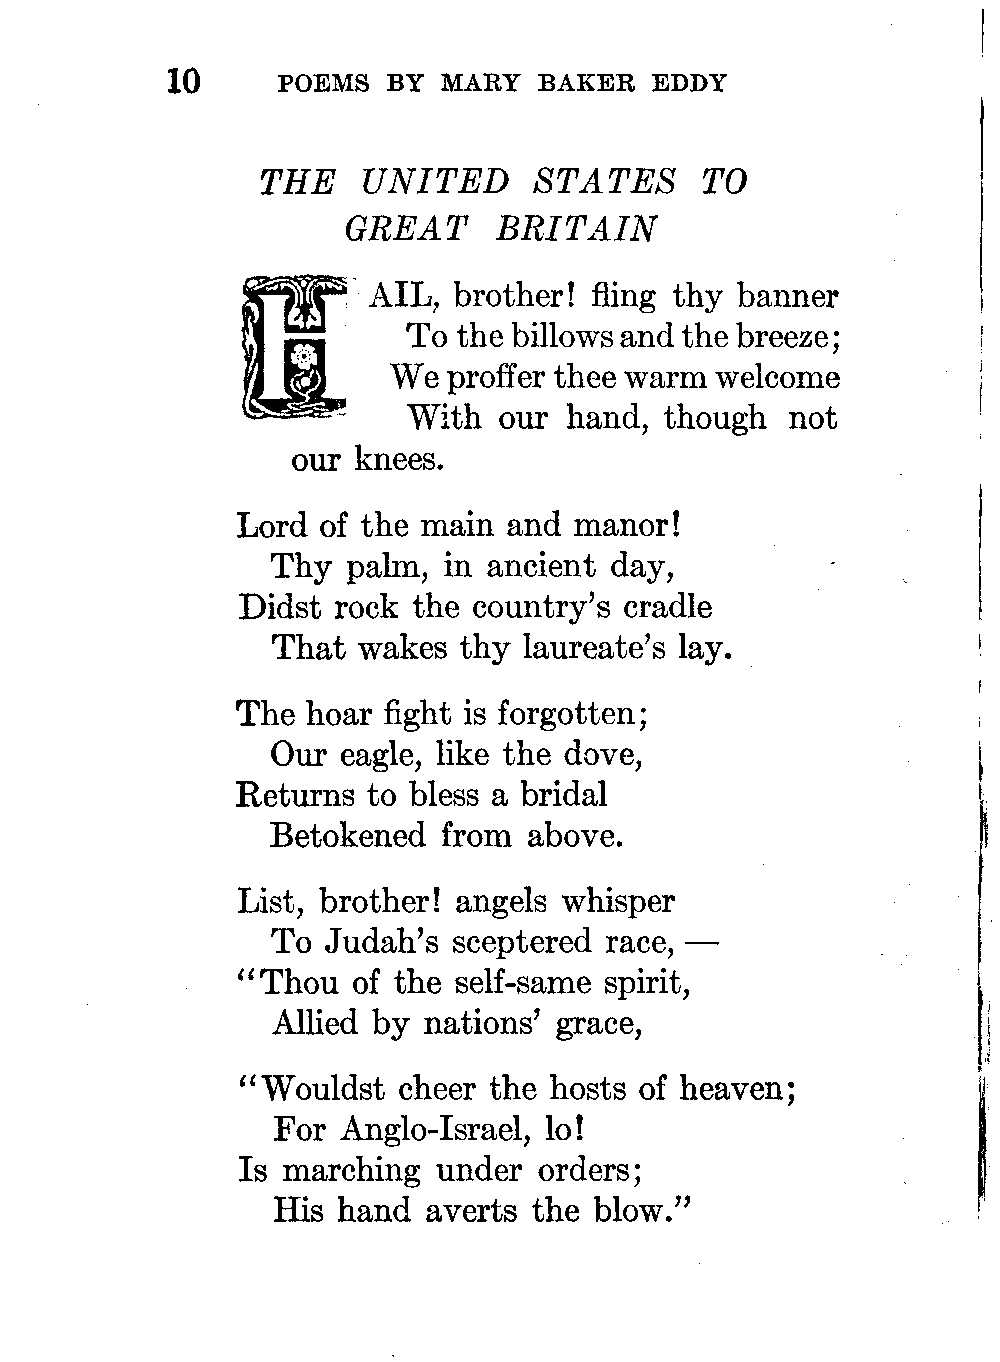 10 POEMS BY MARY BAKER EDDY
THE UNITED STATES TO
GREAT BRITAIN
HAIL, brother! fling thy banner
To the billows and the breeze;
We proffer thee warm welcome
With our hand, though not
our knees.
Lord of the main and manor!
Thy palm, in ancient day,
Didst rock the country's cradle
That wakes thy laureate's lay.
The hoar fight is forgotten;
Our eagle, like the dove,
Returns to bless a bridal
Betokened from above.
List, brother! angels whisper
To Judah's sceptered race, —
"Thou of the self-same spirit,
Allied by nations' grace,
"Wouldst cheer the hosts of heaven;
For Anglo-Israel, lo!
Is marching under orders;
His hand averts the blow."